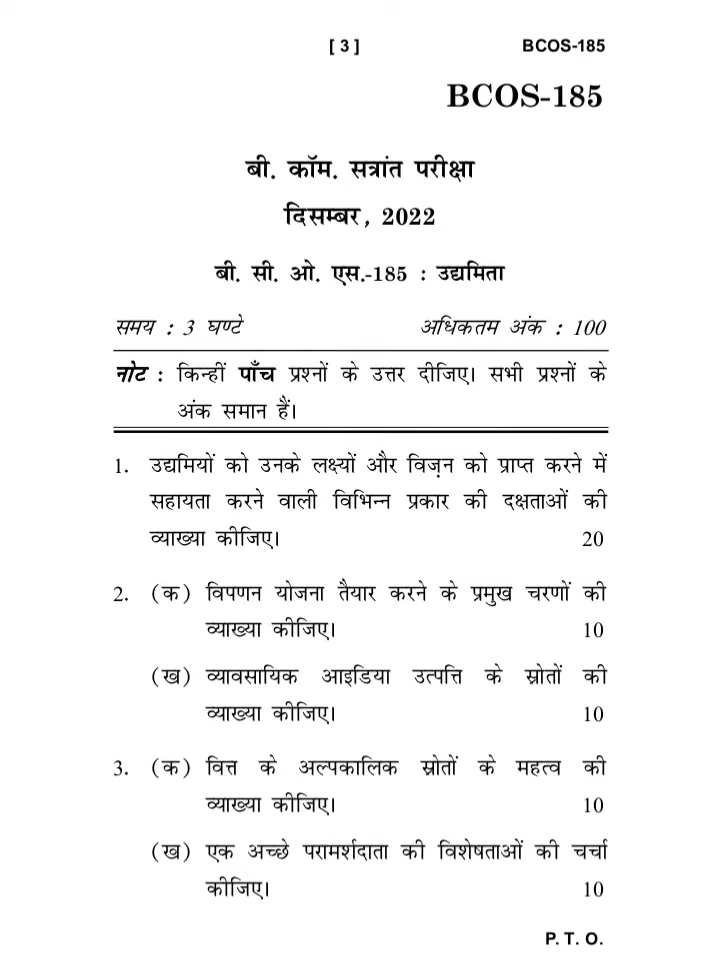 [ 3 ] BCOS-185
BCOS-185
बी. कॉम. सत्रांत परीक्षा
दिसम्बर, 2022
बी. सी. ओ. एस.-185 : उद्यमिता
समय : 3 घण्टे अधिकतम अंक : 100
नोट : किन्हीं पाँच प्रश्नों के उत्तर दीजिए। सभी प्रश्नों के
अंक समान हैं।
1. उद्यमियों को उनके लक्ष्यों और विज़न को प्राप्त करने में
सहायता करने वाली विभिन्न प्रकार की दक्षताओं की
व्याख्या कीजिए। 20
2. (क) विपणन योजना तैयार करने के प्रमुख चरणों की
व्याख्या कीजिए। 10
(ख) व्यावसायिक आइडिया उत्पत्ति के स्रोतों की
व्याख्या कीजिए। 10
3. (क) वित्त के अल्पकालिक स्रोतों के महत्व की
व्याख्या कीजिए। 10
(ख) एक अच्छे परामर्शदाता की विशेषताओं की चर्चा
कीजिए। 10
P. T. O.